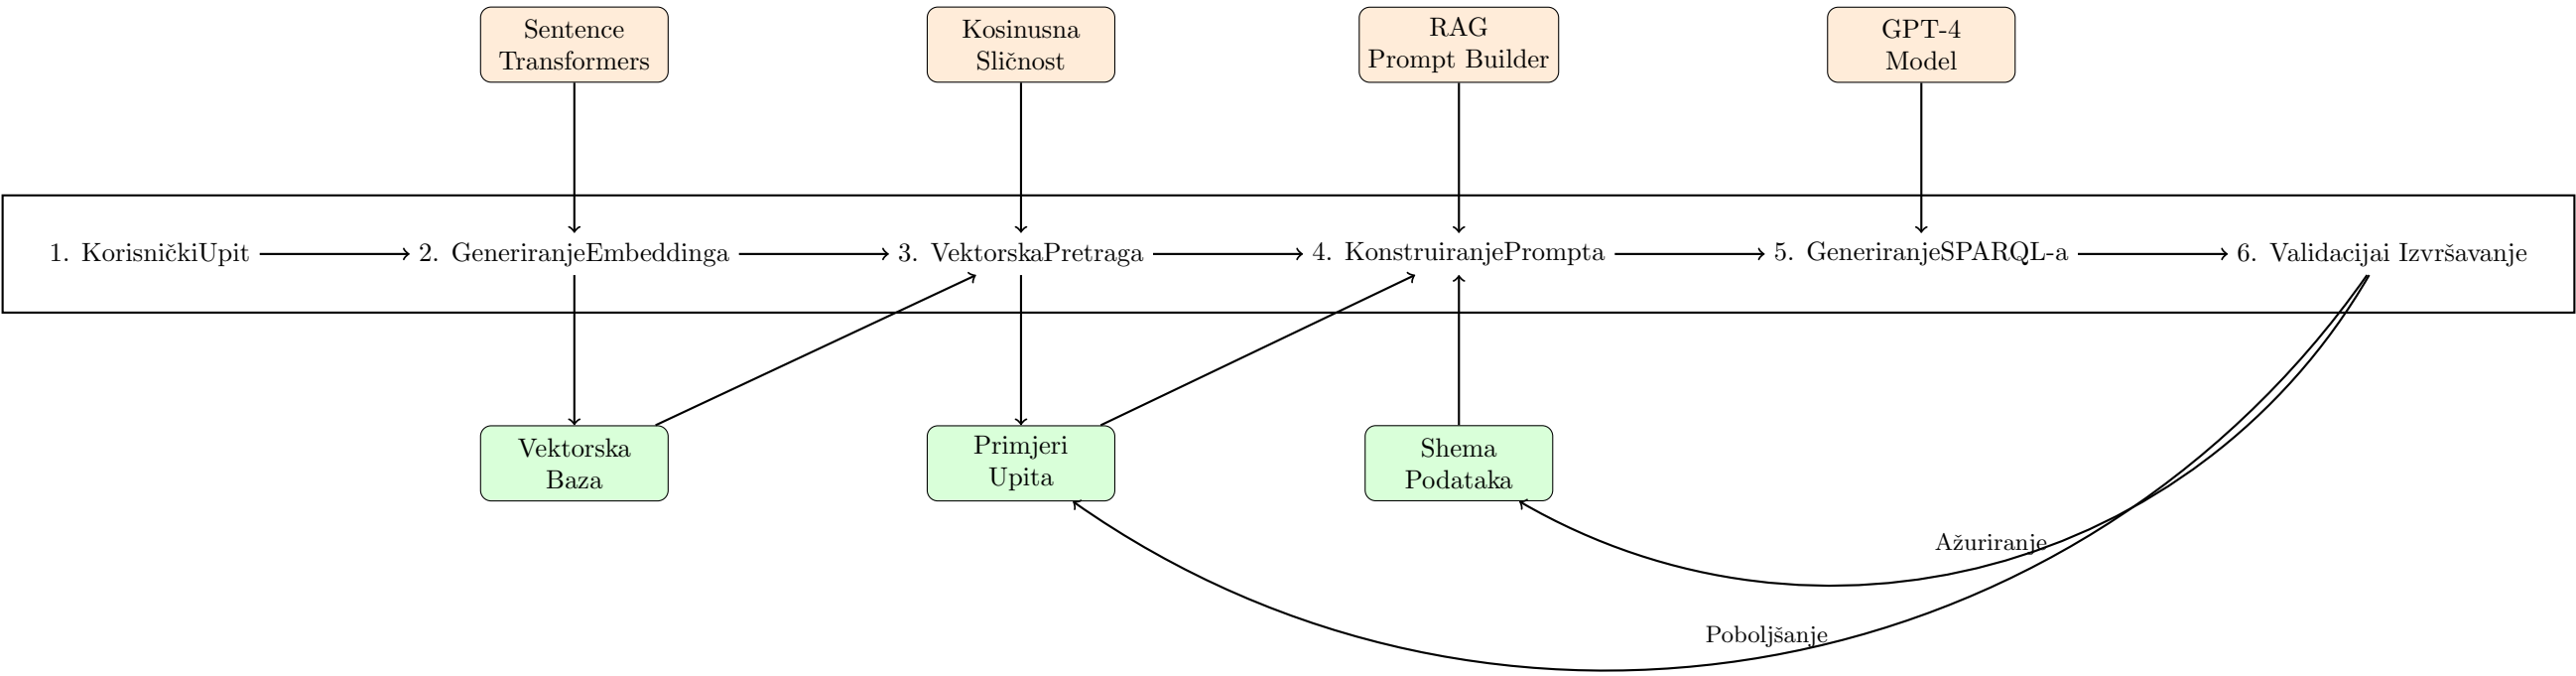 Sentence
Transformers
Kosinusna
Sličnost
RAG
Prompt Builder
GPT-4
Model
1. KorisničkiUpit
2. GeneriranjeEmbeddinga
3. VektorskaPretraga
4. KonstruiranjePrompta
5. GeneriranjeSPARQL-a
6. Validacijai Izvršavanje
Vektorska
Baza
Primjeri
Upita
Shema
Podataka
Ažuriranje
Poboljšanje